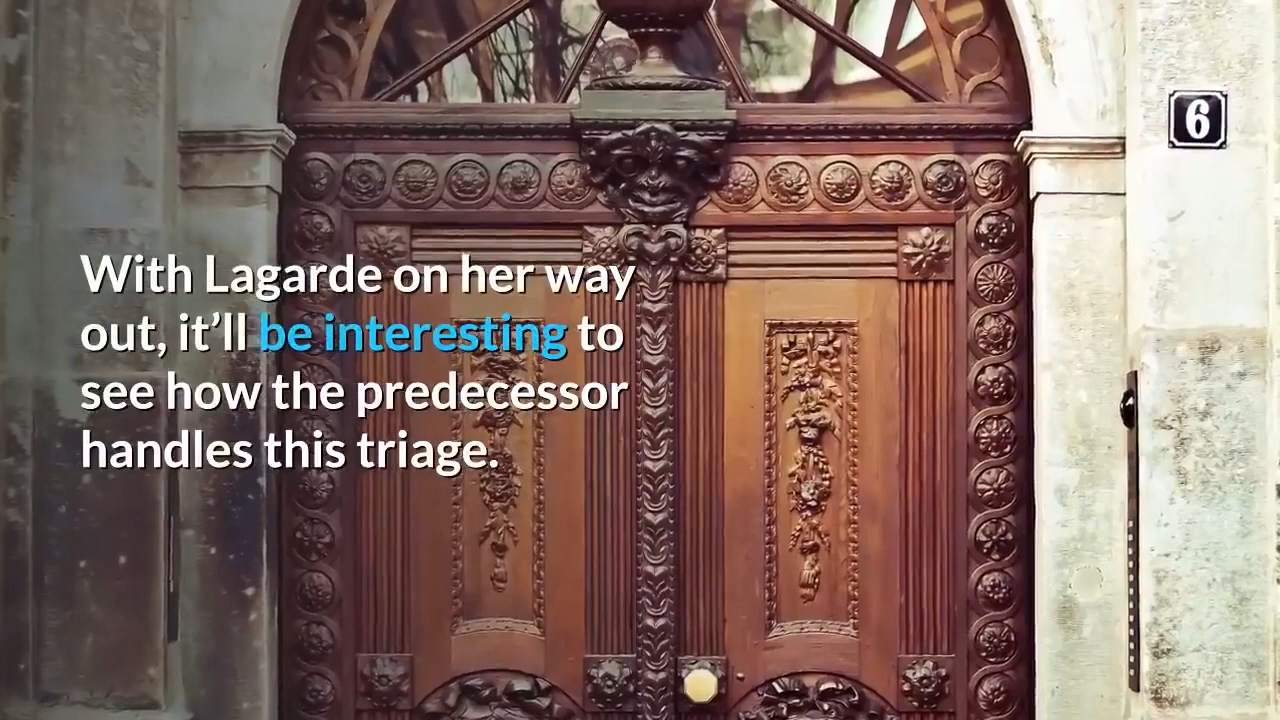 With Lagarde on her way
out, it’ll be interesting to
see how the predecessor
handles this triage.
6